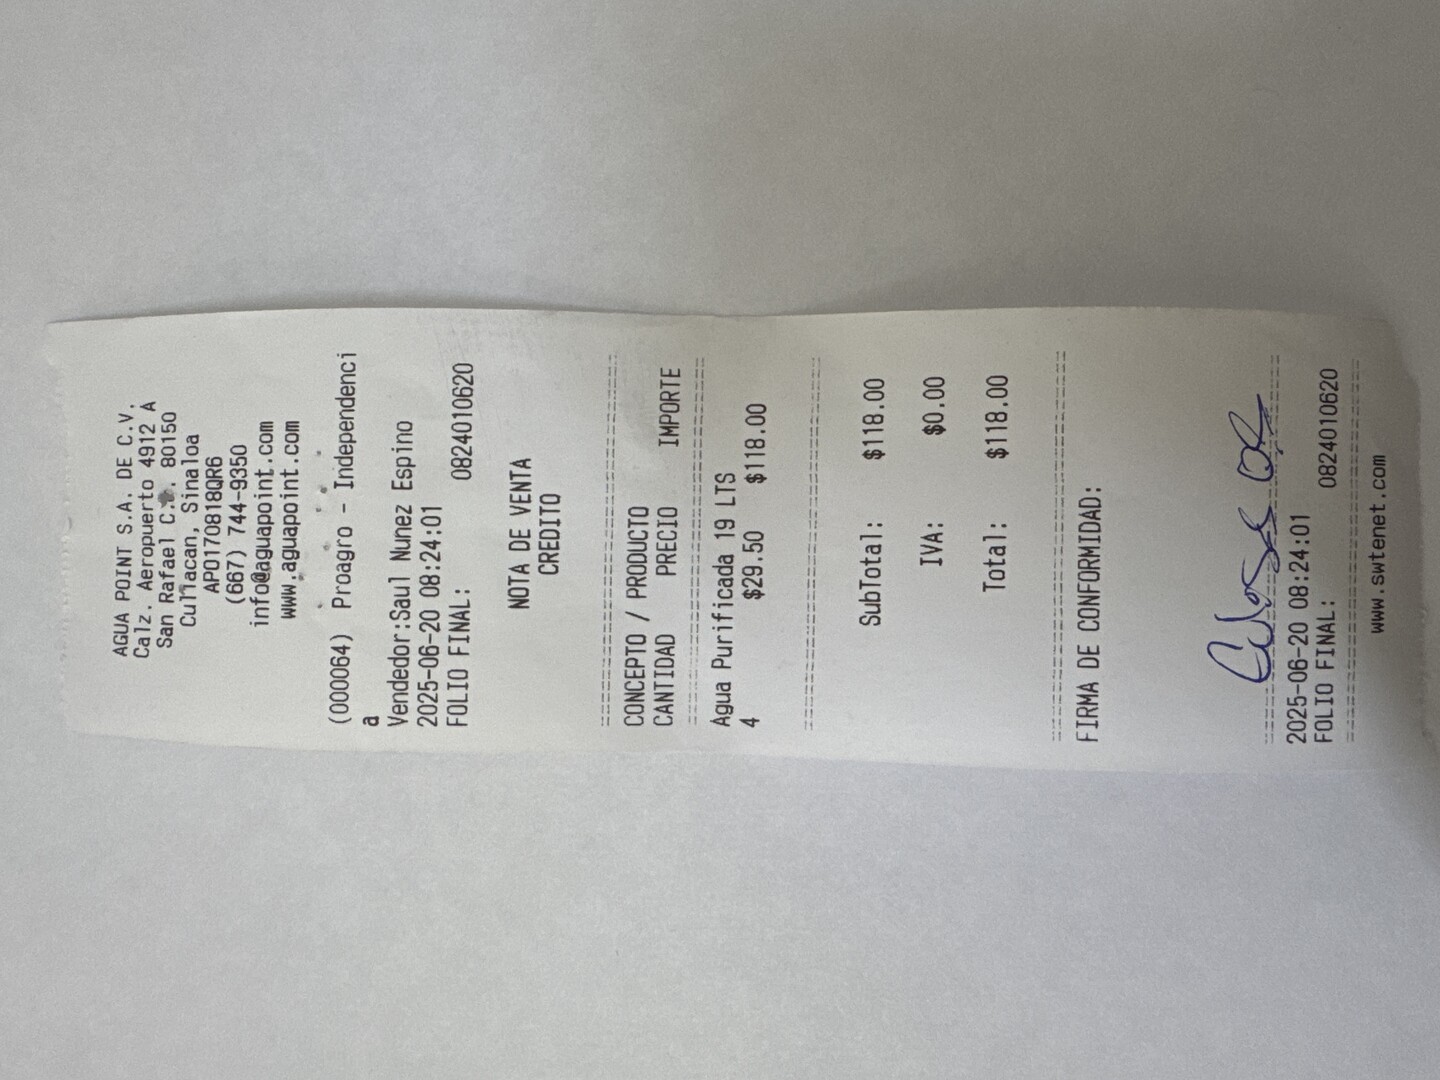 AGUA POINT S.A. DE C.V.
Calz. Aeropuerto 4912 A
San Rafael C.P. 80150
Culiacan, Sinaloa
APO170818QR6
(667) 744-9350
info@aguapoint.com
www.aguapoint.com
(000064) Proagro - Independenci
a
Vendedor:Saul Nunez Espino
2025-06-20 08:24:01
FOLIO FINAL: 0824010620
NOTA DE VENTA
CREDITO
CONCEPTO / PRODUCTO
CANTIDAD PRECIO IMPORTE
Agua Purificada 19 LTS
4 $29.50 $118.00
SubTotal: $118.00
IVA: $0.00
Total: $118.00
FIRMA DE CONFORMIDAD:
2025-06-20 08:24:01
FOLIO FINAL: 0824010620
www.swtenet.com